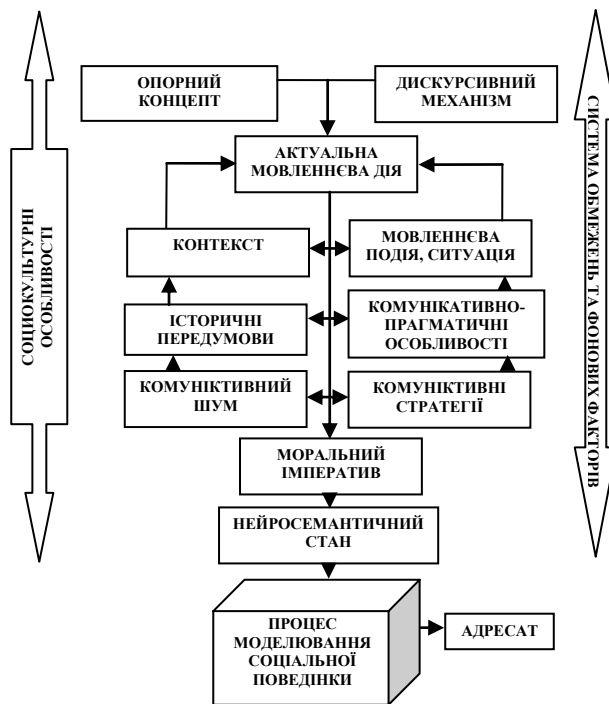 ОПОРНИЙ
КОНЦЕПТ
ДИСКУРСИВНИЙ
МЕХАНІЗМ
АКТУАЛЬНА
МОВЛЕННЄВА ДІЯ
СОЦИОКУЛЬТУРНІ
ОСОБЛИВОСТІ
СИСТЕМА ОБМЕЖЕНЬ ТА ФОНОВИХ ФАКТОРІВ
КОНТЕКСТ
МОВЛЕННЄВА
ПОДІЯ, СИТУАЦІЯ
ІСТОРИЧНІ
ПЕРЕДУМОВИ
КОМУНІКАТИВНО-
ПРАГМАТИЧНІ
ОСОБЛИВОСТІ
КОМУНІКТИВНИЙ
ШУМ
КОМУНІКТИВНІ
СТРАТЕГІЇ
МОРАЛЬНИЙ
ІМПЕРАТИВ
НЕЙРОСЕМАНТИЧНИЙ
СТАН
ПРОЦЕС
МОДЕЛЮВАННЯ
СОЦІАЛЬНОЇ
ПОВЕДІНКИ
АДРЕСАТ